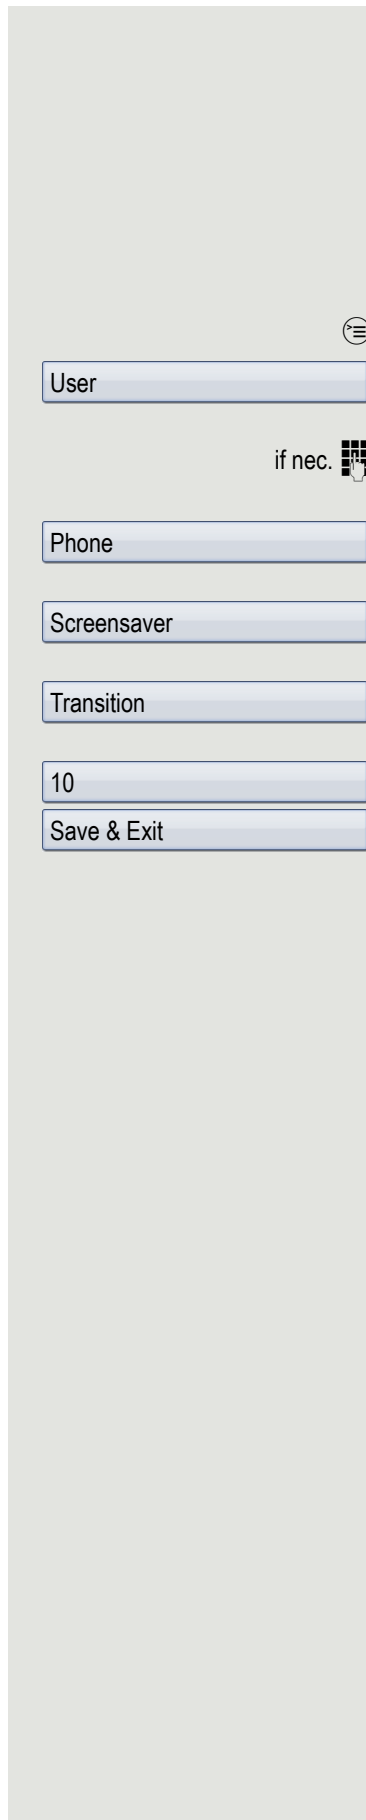 User
if nec.
Phone
Screensaver
Transition
10
Save & Exit